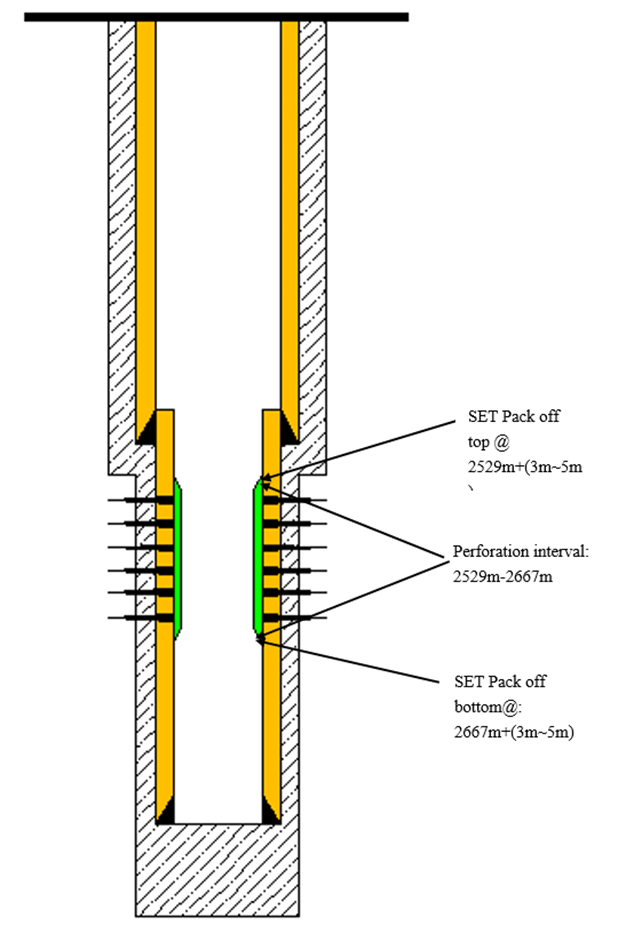 SET Pack off
top @
2529m+(3m~5m
、
Perforation interval:
2529m-2667m
SET Pack off
bottom@:
2667m+(3m~5m)